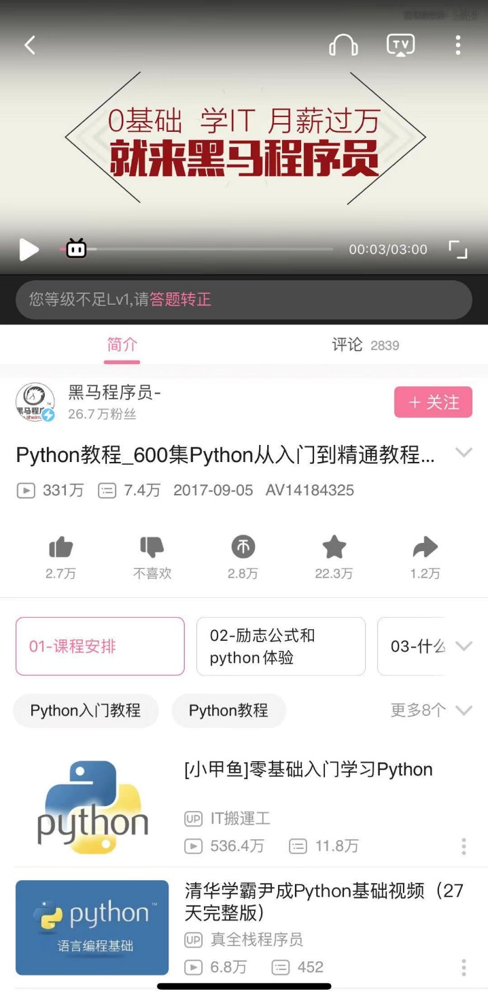 TV
0基础 学IT 月薪过万
就来黑马程序员
00:03/03:00
您等级不足Lv1,请答题转正
简介
评论 2839
黑马程序员-
26.7万粉丝
+ 关注
Python教程_600集Python从入门到精通教程...
331万 7.4万 2017-09-05 AV14184325
2.7万 不喜欢 2.8万 22.3万 1.2万
01-课程安排
02-励志公式和
python体验
03-什么
Python入门教程
Python教程
更多8个
python
[小甲鱼]零基础入门学习Python
UP IT搬運工
536.4万 11.8万
python™
语言编程基础
清华学霸尹成Python基础视频（27
天完整版）
UP 真全栈程序员
6.8万 452